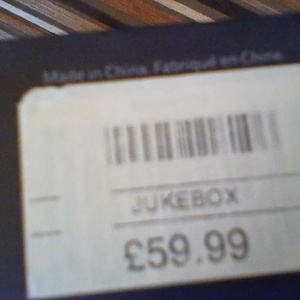 Made in China. Fabriqué en Chine.
JUKEBOX
£59.99